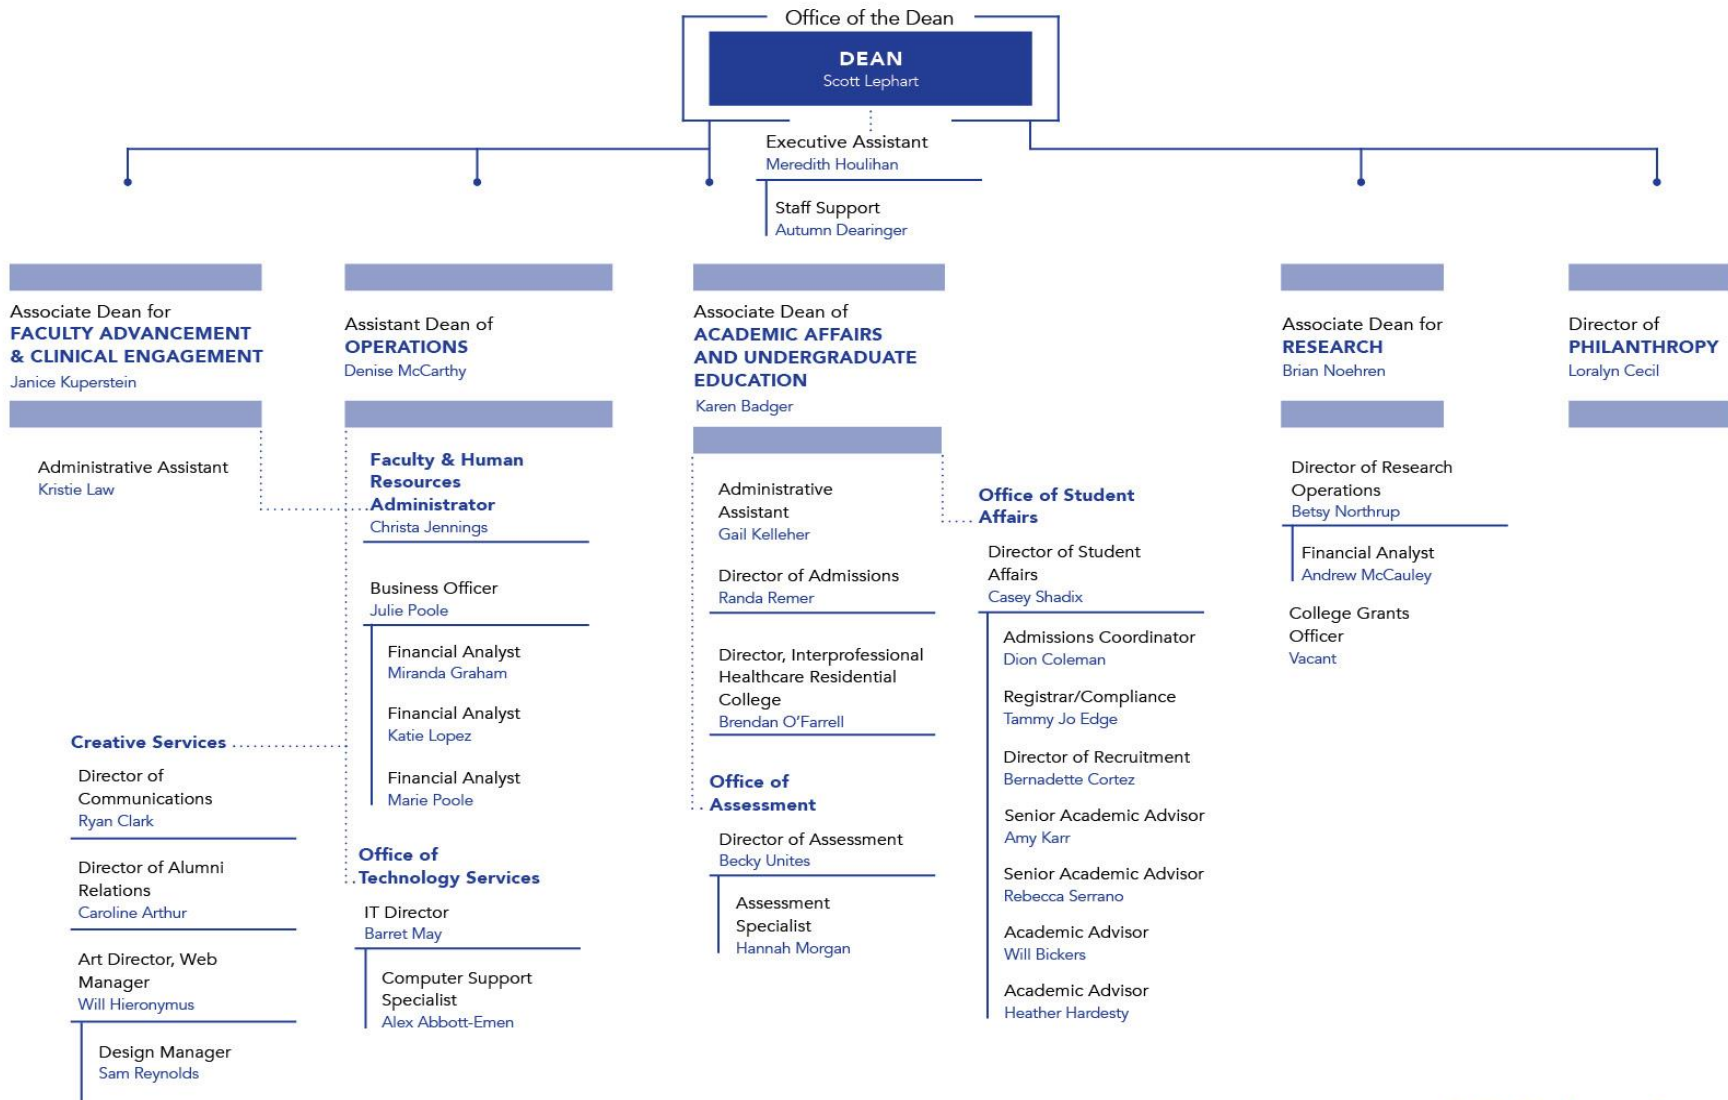 Office of the Dean
DEAN
Scott Lephart
Executive Assistant
Meredith Houlihan
Staff Support
Autumn Dearinger
Associate Dean for
FACULTY ADVANCEMENT
& CLINICAL ENGAGEMENT
Janice Kuperstein
Administrative Assistant
Kristie Law
Assistant Dean of
OPERATIONS
Denise McCarthy
Faculty & Human
Resources
Administrator
Christa Jennings
Business Officer
Julie Poole
Financial Analyst
Miranda Graham
Financial Analyst
Katie Lopez
Financial Analyst
Marie Poole
Creative Services
Director of
Communications
Ryan Clark
Director of Alumni
Relations
Caroline Arthur
Art Director, Web
Manager
Will Hieronymus
Design Manager
Sam Reynolds
Office of
Technology Services
IT Director
Barret May
Computer Support
Specialist
Alex Abbott-Emen
Associate Dean of
ACADEMIC AFFAIRS
AND UNDERGRADUATE
EDUCATION
Karen Badger
Administrative
Assistant
Gail Kelleher
Director of Admissions
Randa Remer
Director, Interprofessional
Healthcare Residential
College
Brendan O’Farrell
Office of
Assessment
Director of Assessment
Becky Unites
Assessment
Specialist
Hannah Morgan
Office of Student
Affairs
Director of Student
Affairs
Casey Shadix
Admissions Coordinator
Dion Coleman
Registrar/Compliance
Tammy Jo Edge
Director of Recruitment
Bernadette Cortez
Senior Academic Advisor
Amy Karr
Senior Academic Advisor
Rebecca Serrano
Academic Advisor
Will Bickers
Academic Advisor
Heather Hardesty
Associate Dean for
RESEARCH
Brian Noehren
Director of Research
Operations
Betsy Northrup
Financial Analyst
Andrew McCauley
College Grants
Officer
Vacant
Director of
PHILANTHROPY
Loralyn Cecil